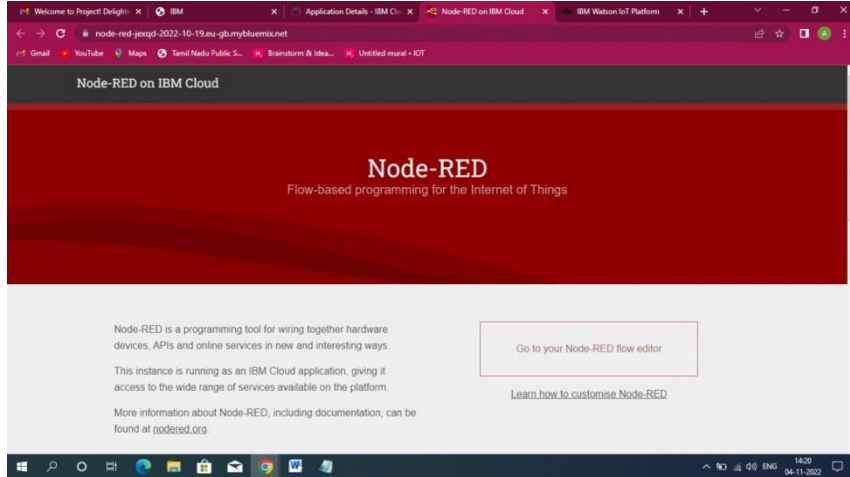 Welcome to Project! Delight
IBM
Application Details - IBM Clo
Node-RED on IBM Cloud
IBM Watson IoT Platform
node-red-jexqd-2022-10-19.eu-gb.mybluemix.net
A
Gmail
YouTube
Maps
Tamil Nadu Public S...
Brainstorm & Idea...
Untitled mural • IOT
Node-RED on IBM Cloud
Node-RED
Flow-based programming for the Internet of Things
Node-RED is a programming tool for wiring together hardware
devices, APIs and online services in new and interesting ways.
This instance is running as an IBM Cloud application, giving it
access to the wide range of services available on the platform.
More information about Node-RED, including documentation, can be
found at nodered.org.
Go to your Node-RED flow editor
Learn how to customise Node-RED
ENG
14:20
04-11-2022